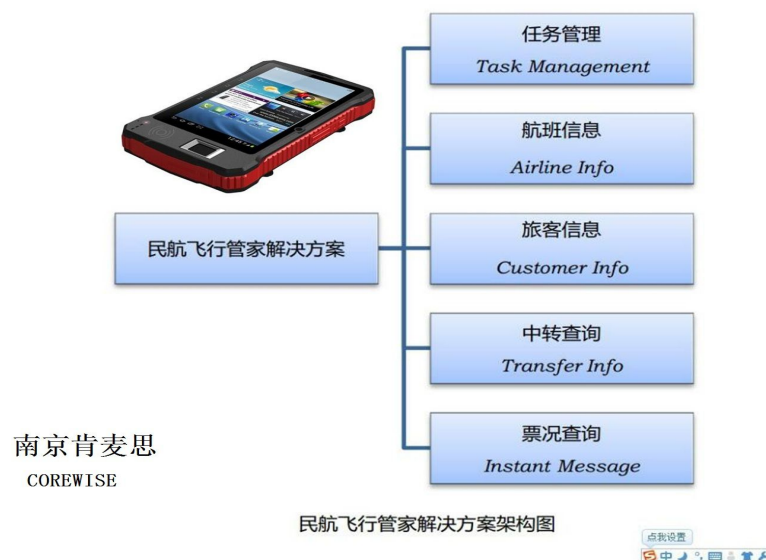 任务管理
Task Management
航班信息
Airline Info
民航飞行管家解决方案
旅客信息
Customer Info
中转查询
Transfer Info
票况查询
Instant Message
南京肯麦思
COREWISE
民航飞行管家解决方案架构图
点我设置
中